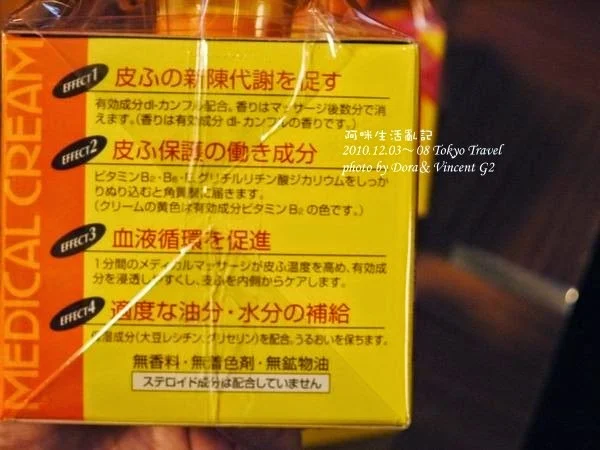 MEDICAL CREAM
EFFECT1
皮ふの新陳代謝を促す
有効成分dl-カンフル配合。香りはマッサージ後数分で消
えます。(香りは有効成分 dl-カンフルの香りです。)
EFFECT2
皮ふ保護の働き成分
ビタミンB2・B6・E、グリチルリチン酸ジカリウムをしっか
りぬり込むと角質層に届きます。
(クリームの黄色は有効成分ビタミンB2 の色です。)
EFFECT3
血液循環を促進
1分間のメディカルマッサージが皮ふ温度を高め、有効成
分を浸透しやすくし、皮ふを内側からケアします。
EFFECT4
適度な油分・水分の補給
保湿成分(大豆レシチン、グリセリン)を配合。うるおいを保ちます。
無香料・無着色剤・無鉱物油
ステロイド成分は配合していません
阿咪生活亂記
2010.12.03~08 Tokyo Travel
photo by Dora& Vincent G2